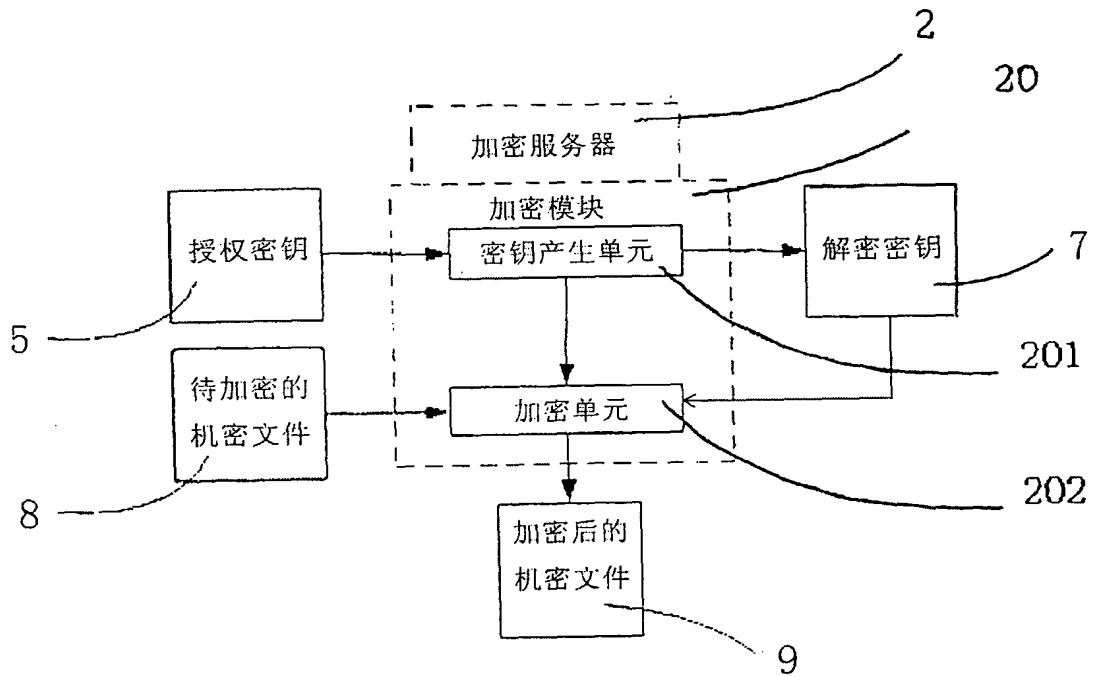 2
20
加密服务器
加密模块
授权密钥
密钥产生单元
解密密钥
7
5
201
待加密的
机密文件
加密单元
8
202
加密后的
机密文件
9